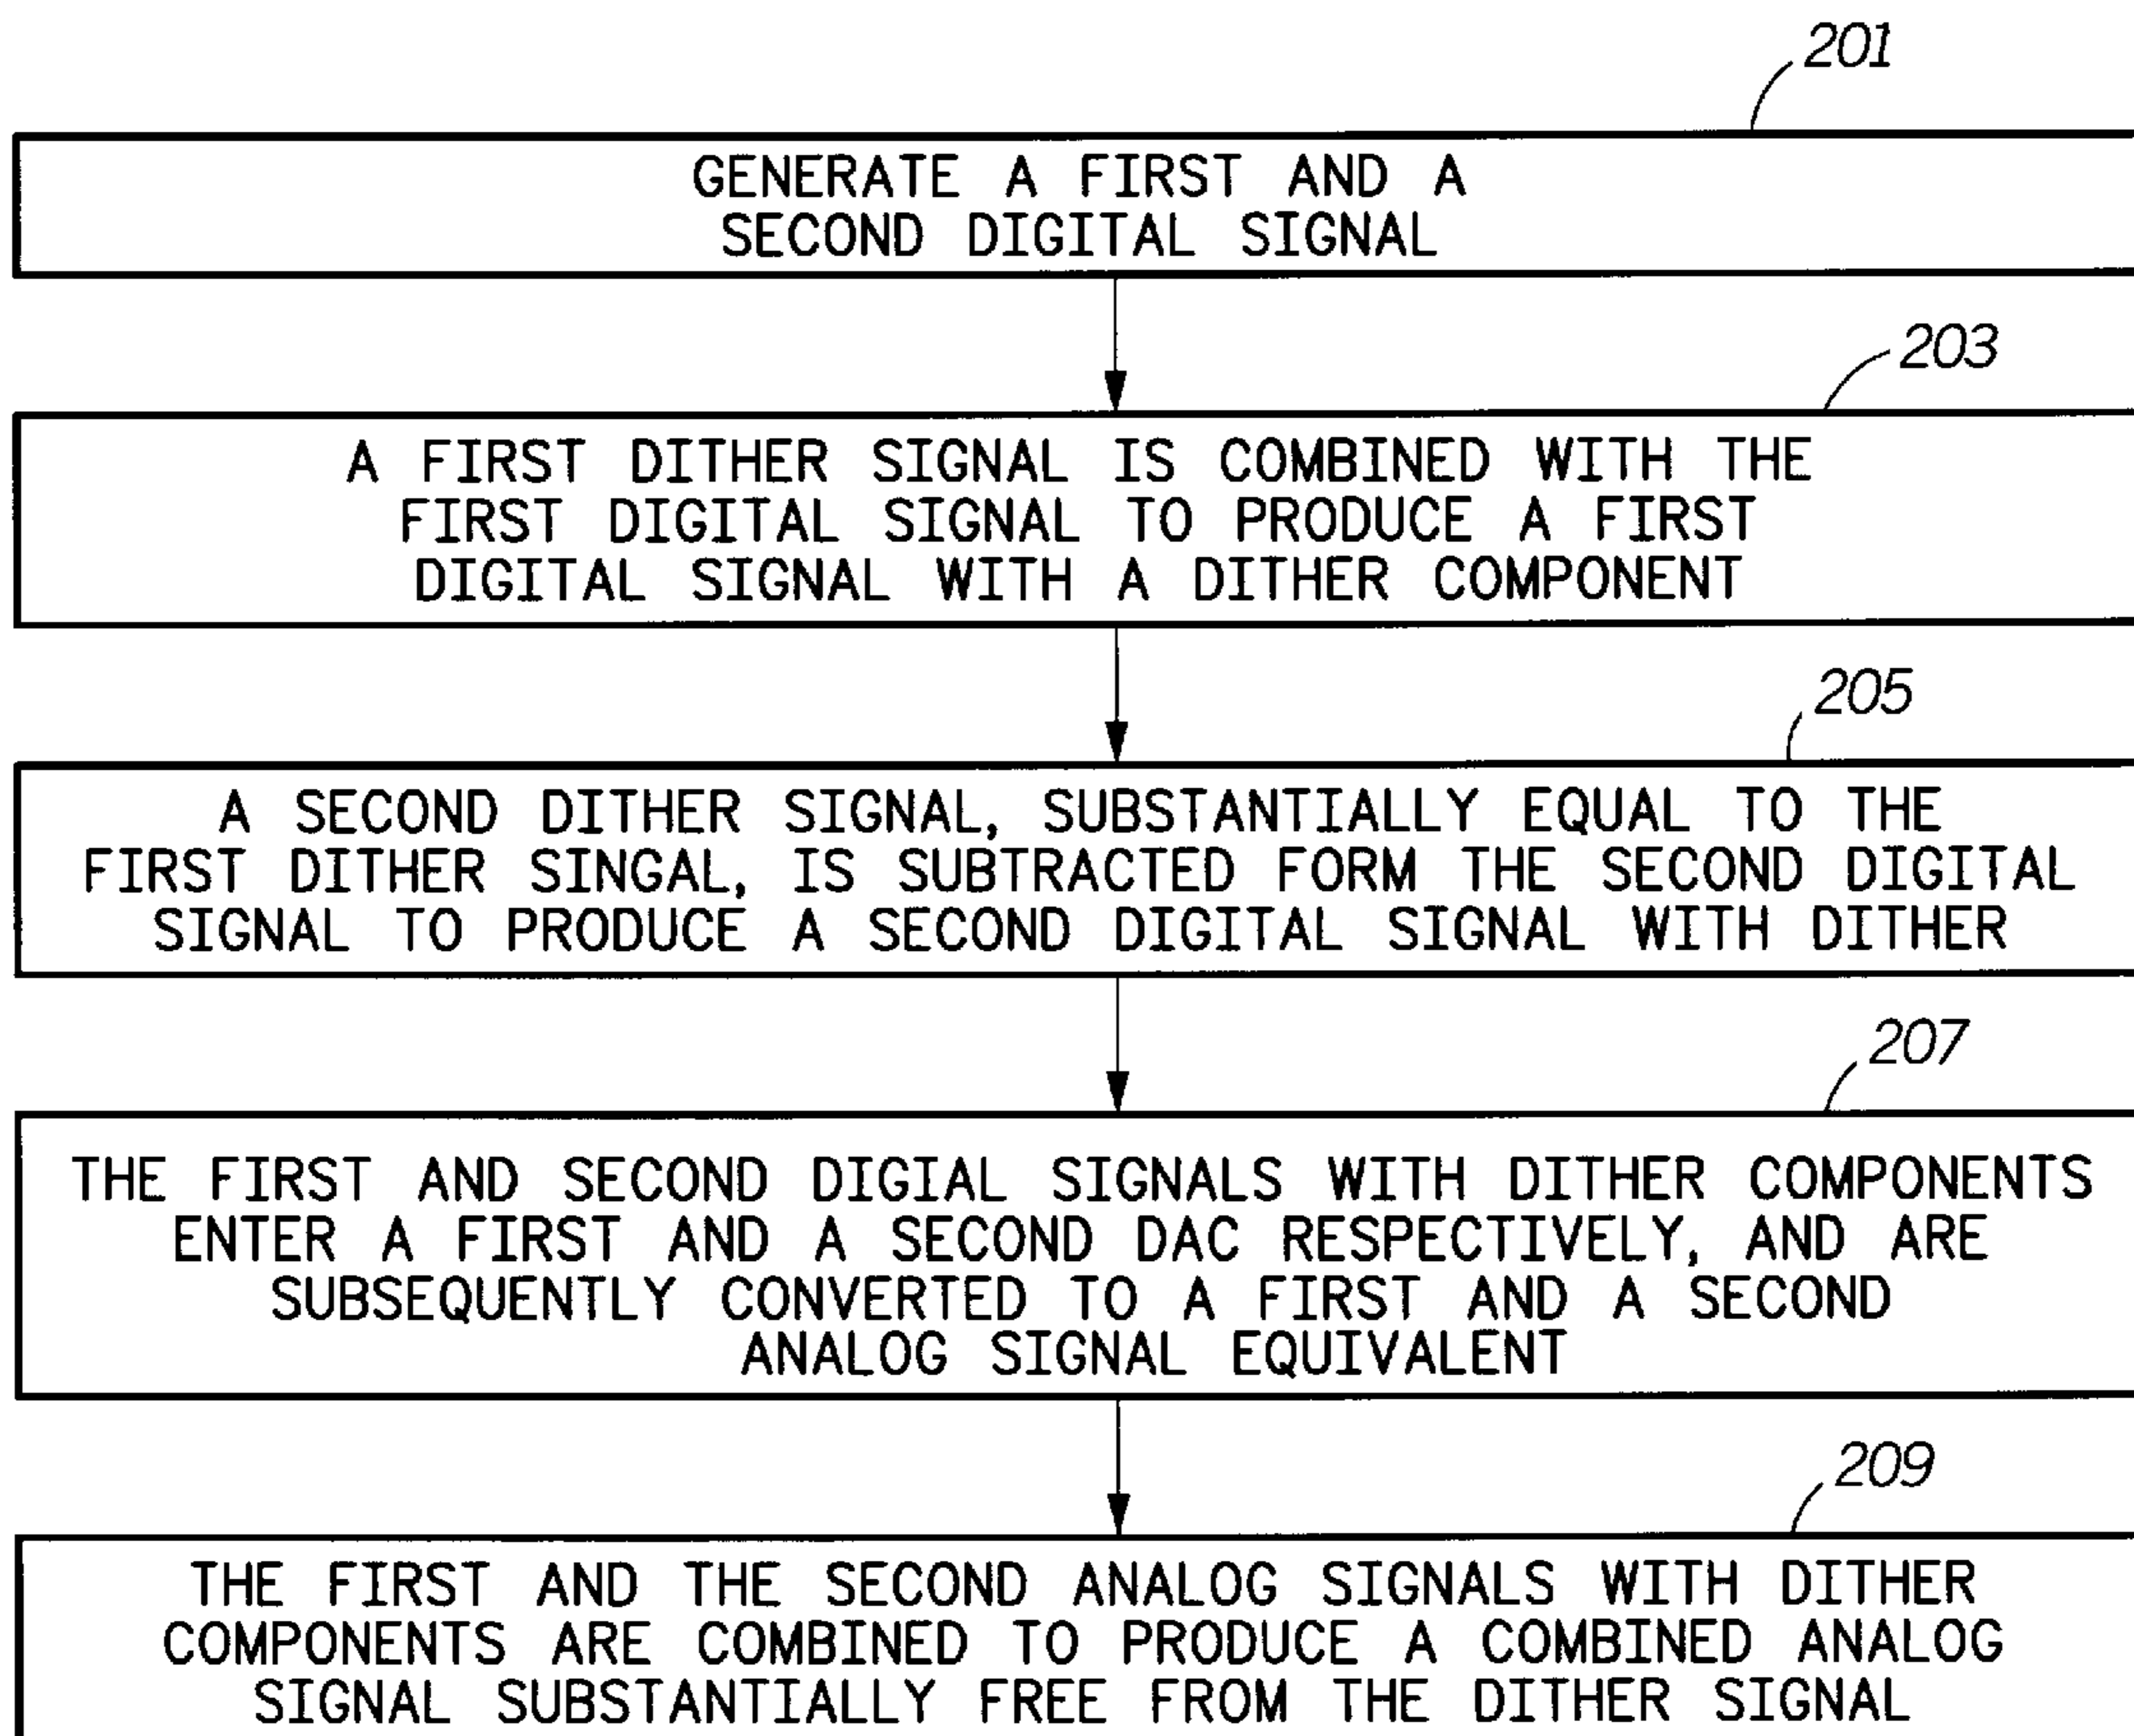 201
GENERATE A FIRST AND A
SECOND DIGITAL SIGNAL
203
A FIRST DITHER SIGNAL IS COMBINED WITH THE
FIRST DIGITAL SIGNAL TO PRODUCE A FIRST
DIGITAL SIGNAL WITH A DITHER COMPONENT
205
A SECOND DITHER SIGNAL, SUBSTANTIALLY EQUAL TO THE
FIRST DITHER SINGAL, IS SUBTRACTED FORM THE SECOND DIGITAL
SIGNAL TO PRODUCE A SECOND DIGITAL SIGNAL WITH DITHER
207
THE FIRST AND SECOND DIGIAL SIGNALS WITH DITHER COMPONENTS
ENTER A FIRST AND A SECOND DAC RESPECTIVELY, AND ARE
SUBSEQUENTLY CONVERTED TO A FIRST AND A SECOND
ANALOG SIGNAL EQUIVALENT
209
THE FIRST AND THE SECOND ANALOG SIGNALS WITH DITHER
COMPONENTS ARE COMBINED TO PRODUCE A COMBINED ANALOG
SIGNAL SUBSTANTIALLY FREE FROM THE DITHER SIGNAL